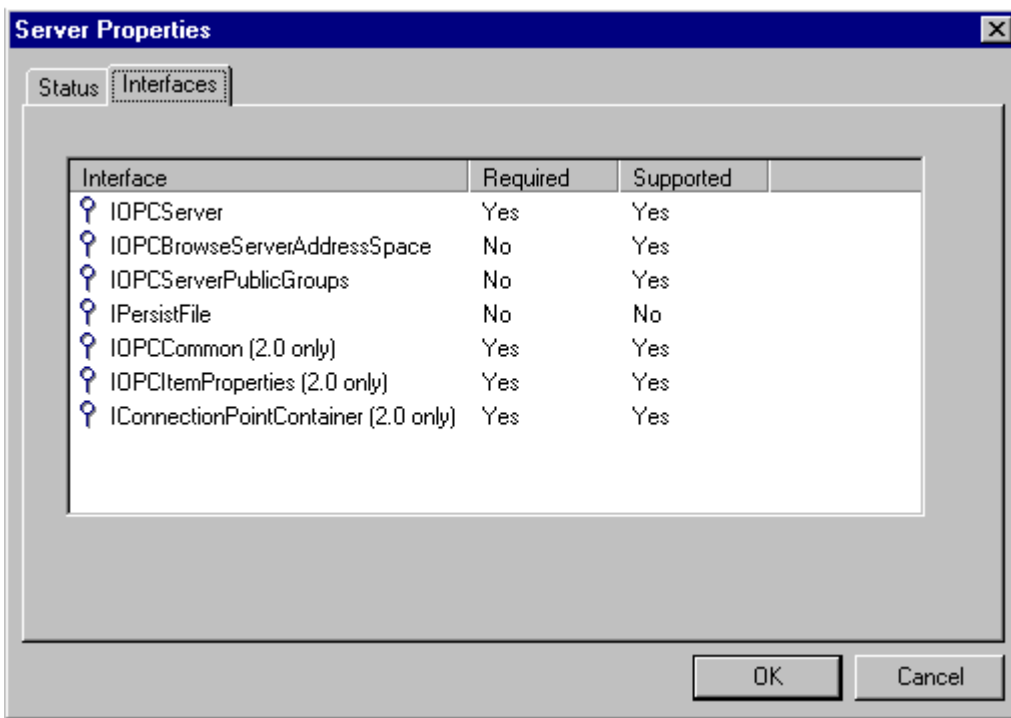 Server Properties
Status Interfaces
Interface Required Supported
IOPCServer Yes Yes
IOPCBrowseServerAddressSpace No Yes
IOPCServerPublicGroups No Yes
IPersistFile No No
IOPCCommon (2.0 only) Yes Yes
IOPCItemProperties (2.0 only) Yes Yes
IConnectionPointContainer (2.0 only) Yes Yes
OK Cancel